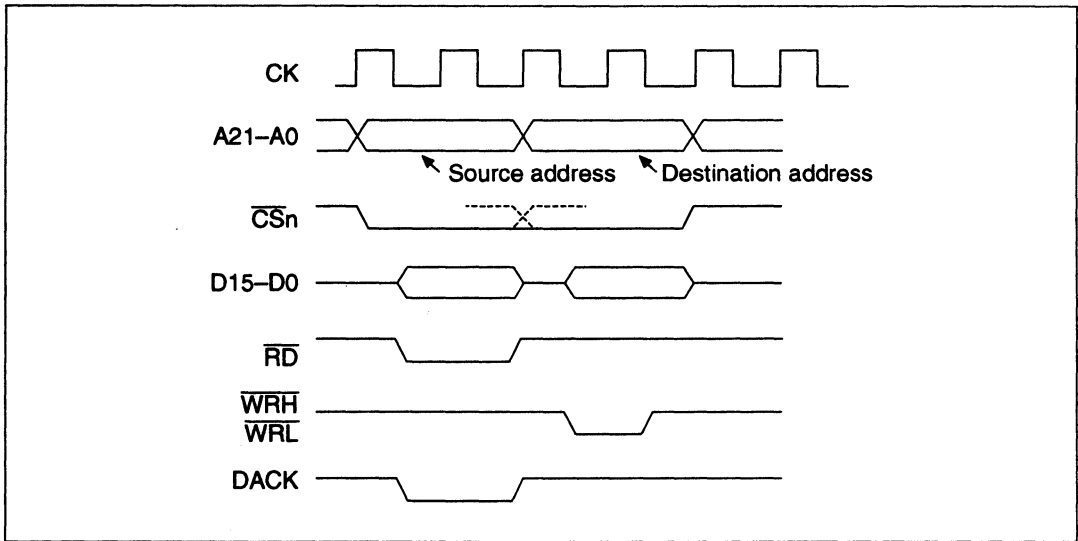 CK
A21–A0
Source address
Destination address
CSn
D15–D0
RD
WRH
WRL
DACK